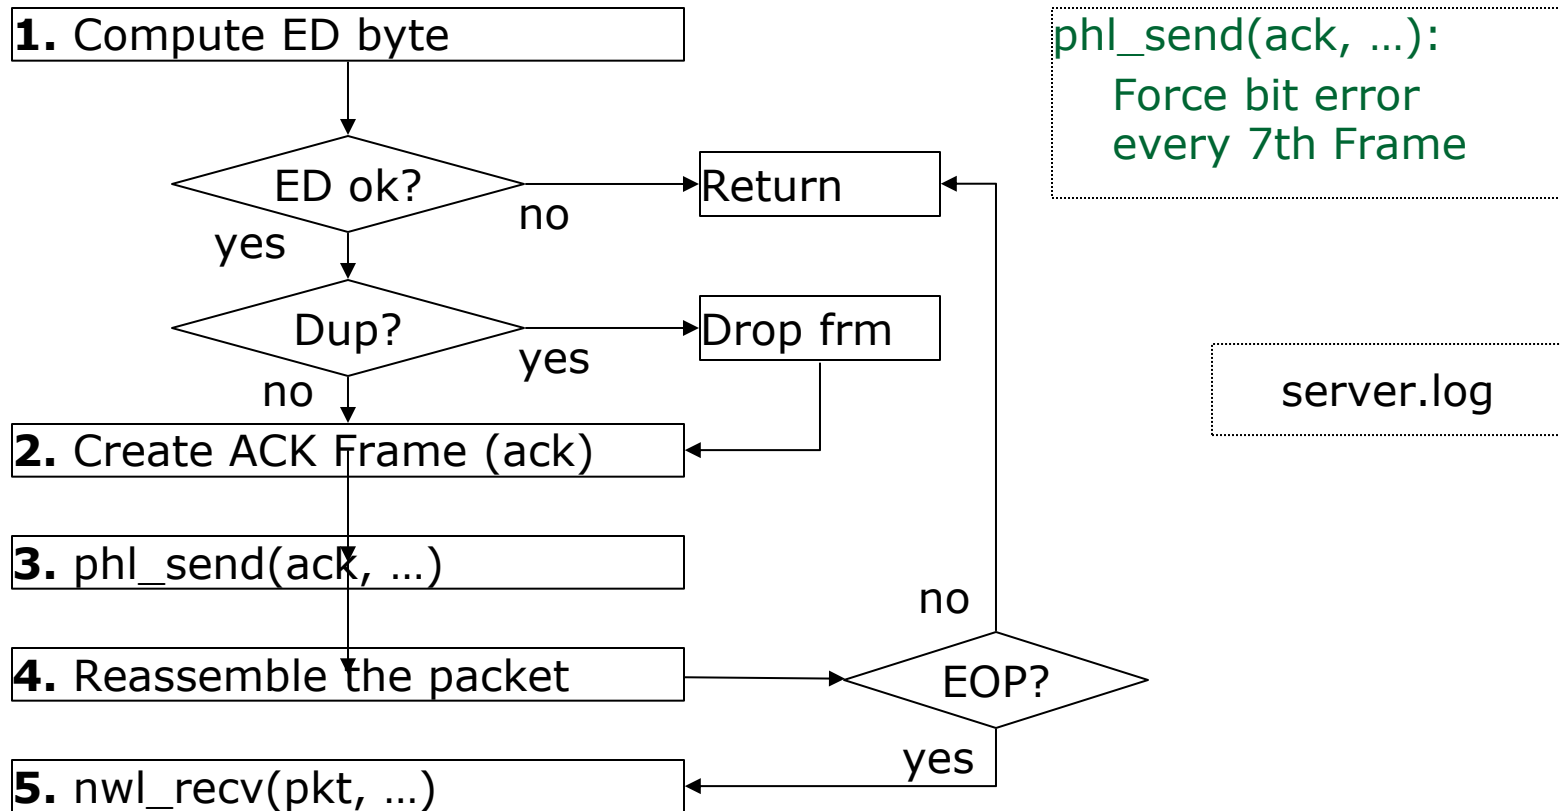 1. Compute ED byte
phl_send(ack, …):
Force bit error
every 7th Frame
ED ok?
no
Return
yes
Dup?
yes
Drop frm
no
server.log
2. Create ACK Frame (ack)
3. phl_send(ack, …)
no
4. Reassemble the packet
EOP?
yes
5. nwl_recv(pkt, …)